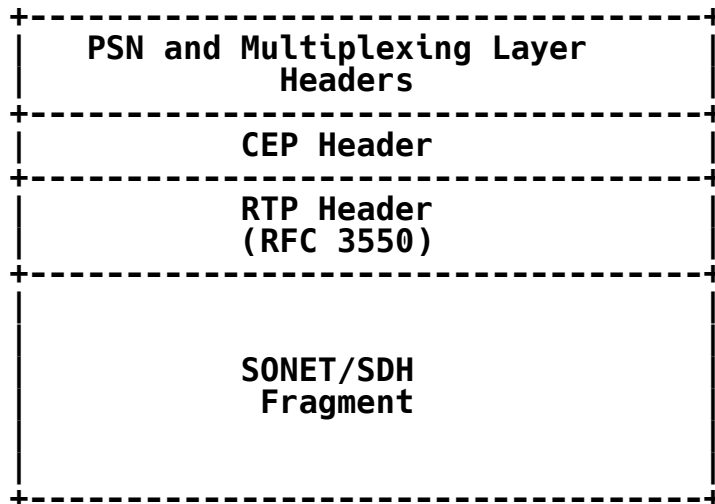 PSN and Multiplexing Layer
Headers
CEP Header
RTP Header
(RFC 3550)
SONET/SDH
Fragment